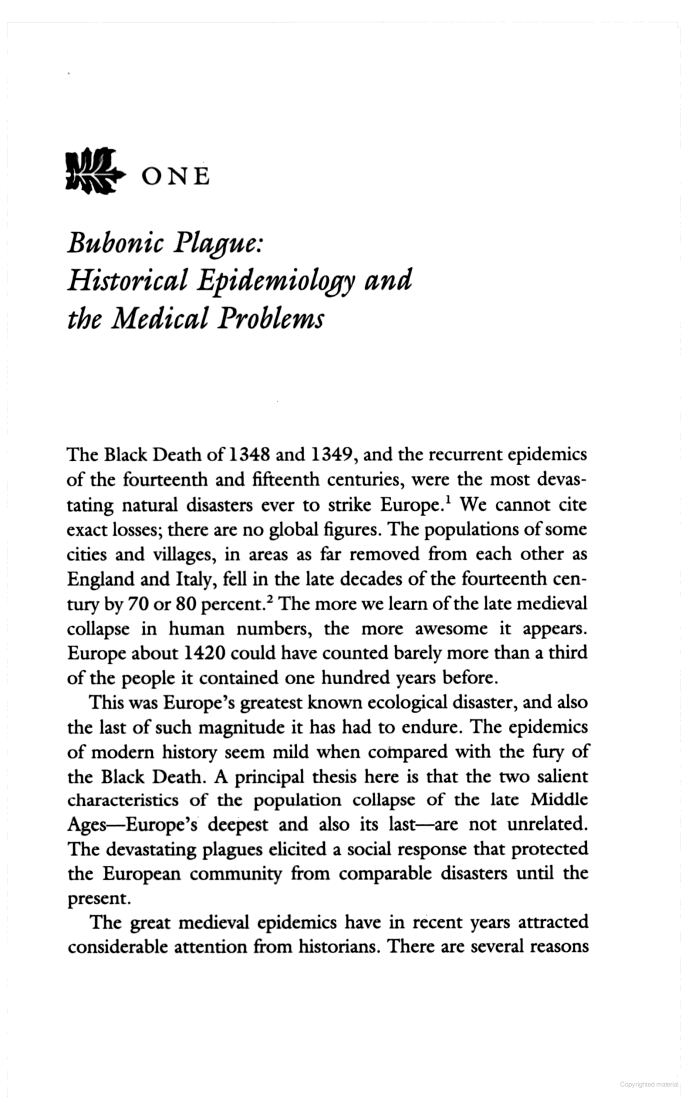 ONE
Bubonic Plague:
Historical Epidemiology and
the Medical Problems
The Black Death of 1348 and 1349, and the recurrent epidemics
of the fourteenth and fifteenth centuries, were the most devas-
tating natural disasters ever to strike Europe.¹ We cannot cite
exact losses; there are no global figures. The populations of some
cities and villages, in areas as far removed from each other as
England and Italy, fell in the late decades of the fourteenth cen-
tury by 70 or 80 percent.² The more we learn of the late medieval
collapse in human numbers, the more awesome it appears.
Europe about 1420 could have counted barely more than a third
of the people it contained one hundred years before.
This was Europe's greatest known ecological disaster, and also
the last of such magnitude it has had to endure. The epidemics
of modern history seem mild when compared with the fury of
the Black Death. A principal thesis here is that the two salient
characteristics of the population collapse of the late Middle
Ages—Europe's deepest and also its last—are not unrelated.
The devastating plagues elicited a social response that protected
the European community from comparable disasters until the
present.
The great medieval epidemics have in recent years attracted
considerable attention from historians. There are several reasons
Copyrighted material